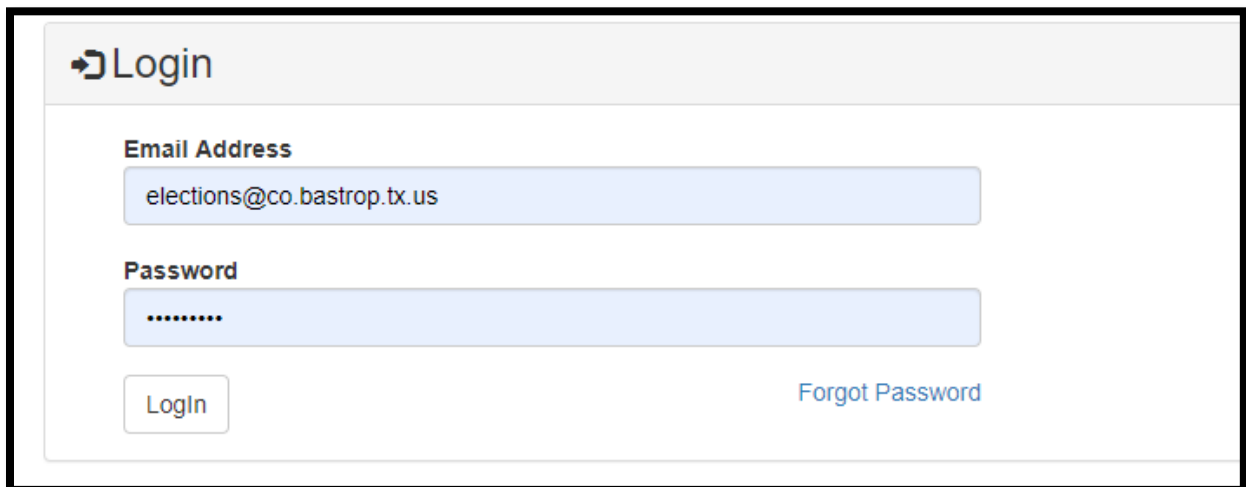 Login
Email Address
elections@co.bastrop.tx.us
Password
•••••••••
LogIn
Forgot Password